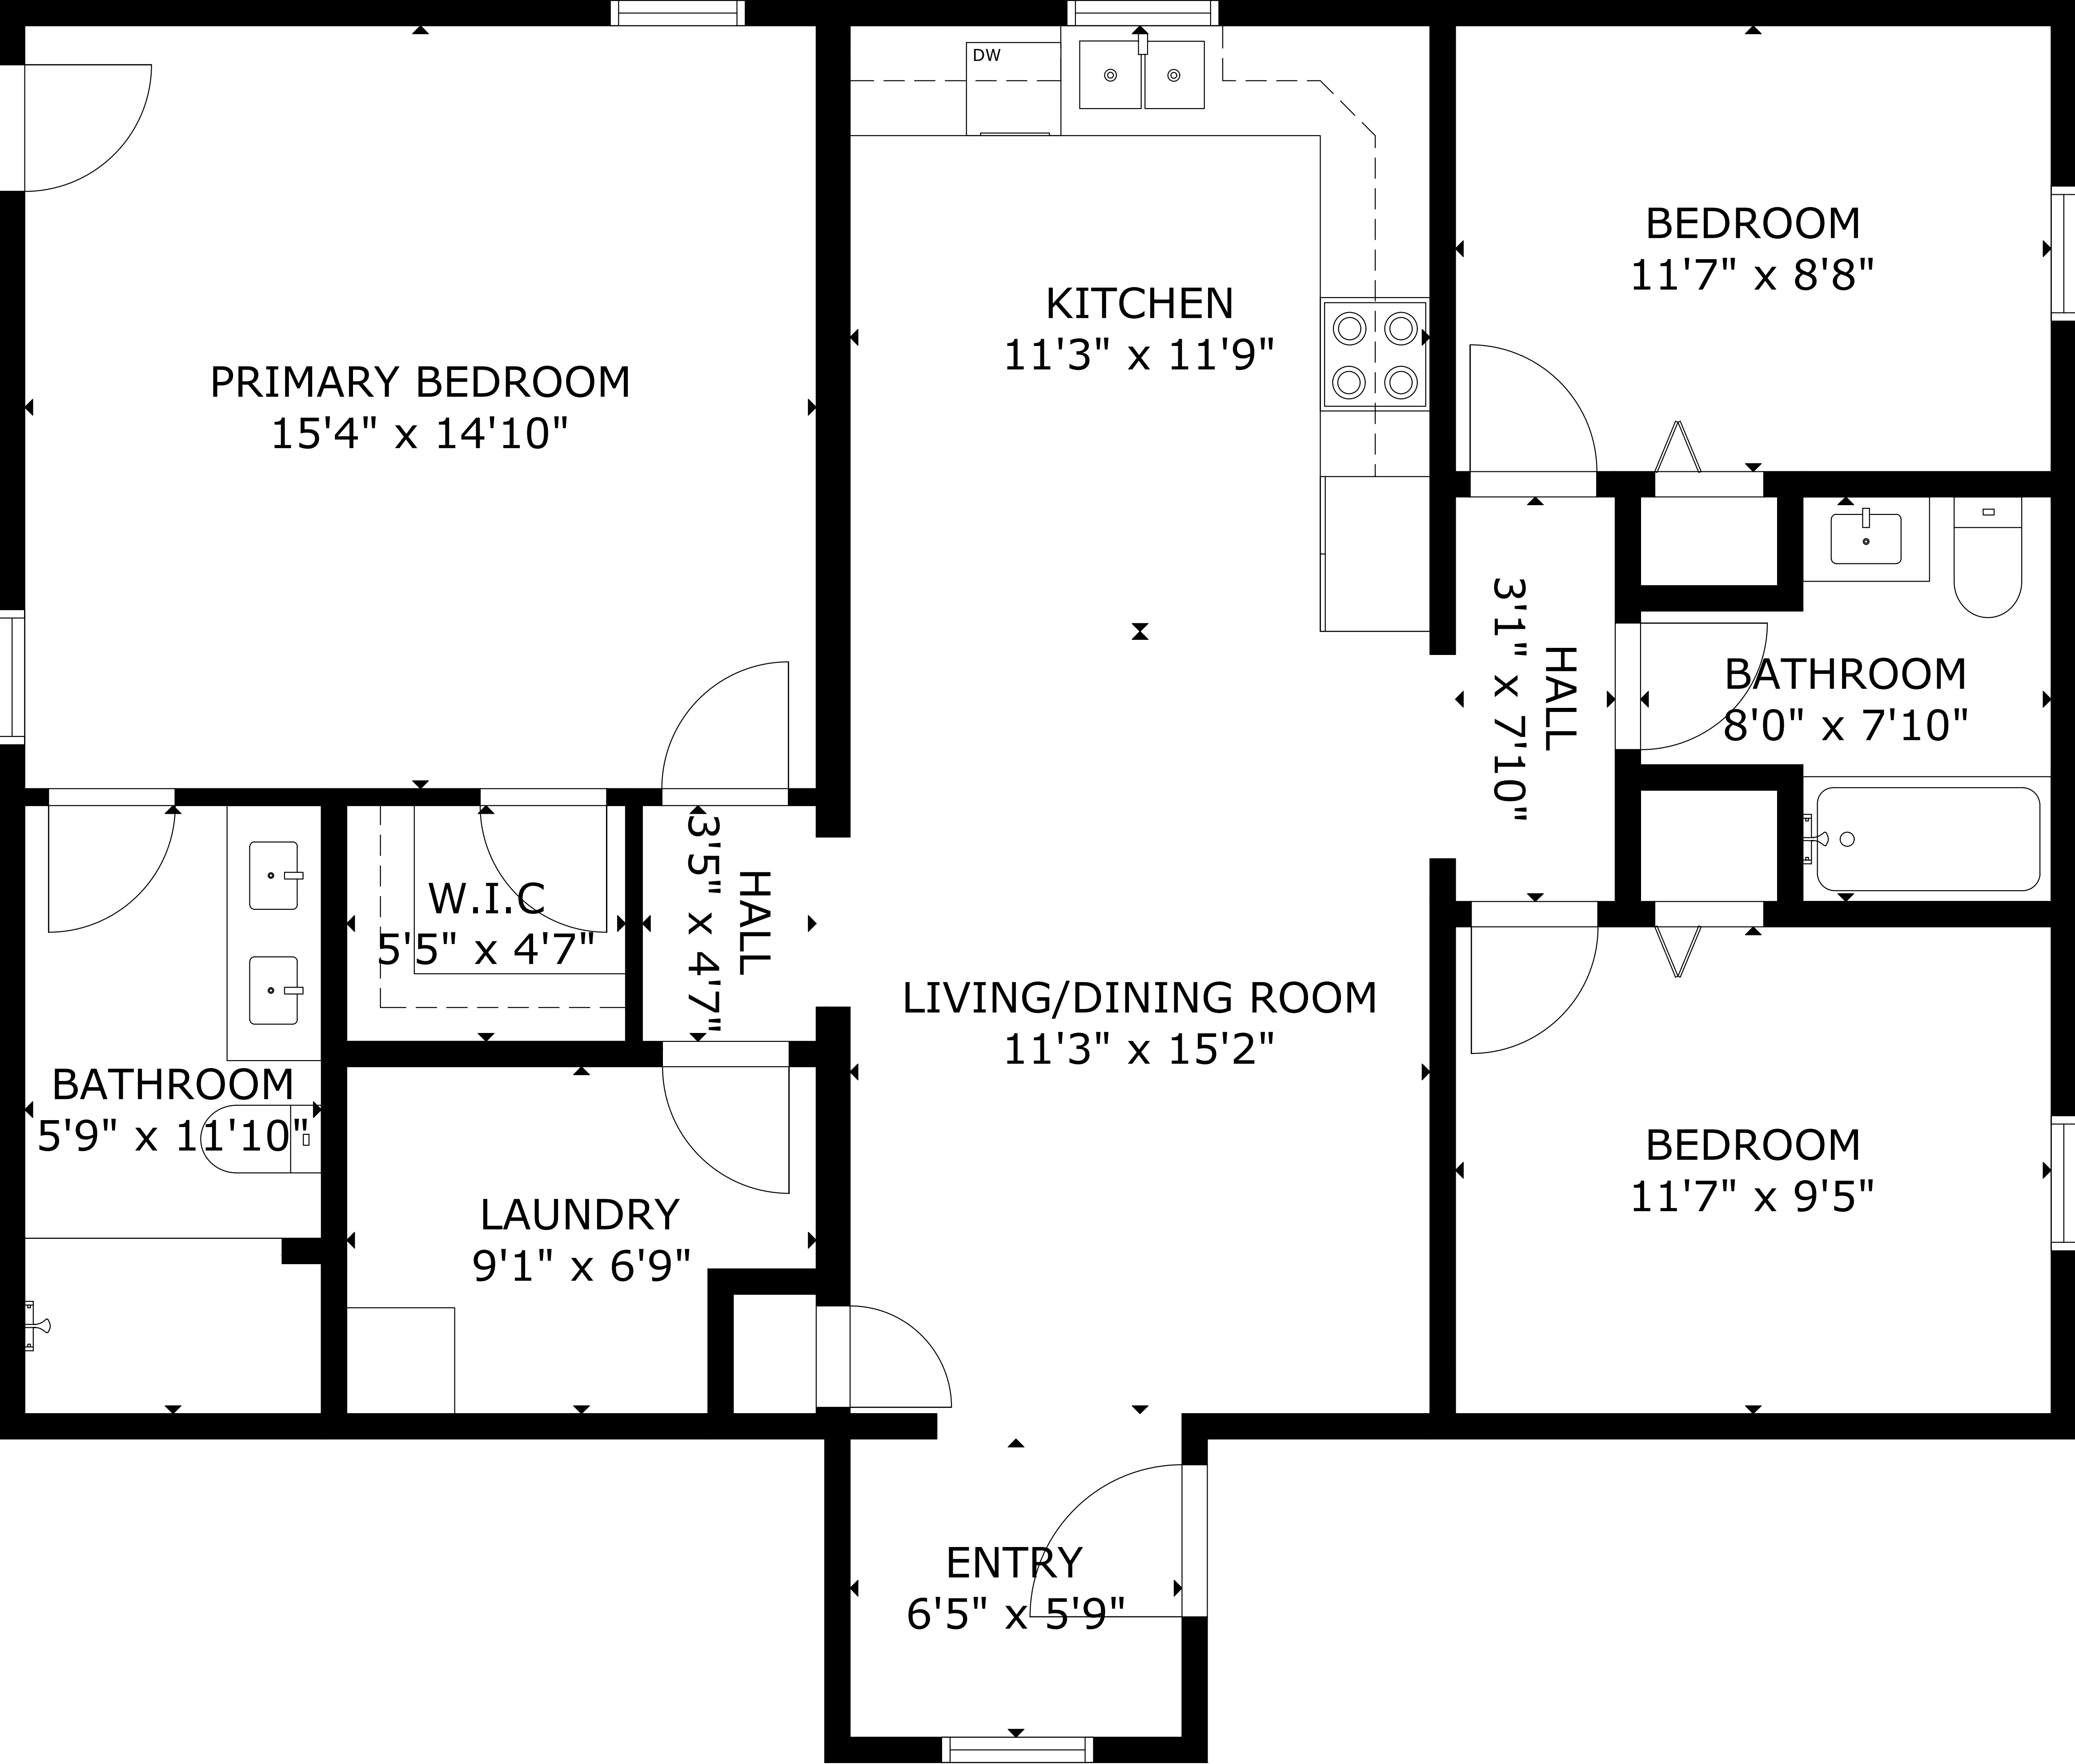 DW
BEDROOM
11'7" x 8'8"
KITCHEN
11'3" x 11'9"
PRIMARY BEDROOM
15'4" x 14'10"
HALL
3'1" x 7'10"
BATHROOM
8'0" x 7'10"
W.I.C
5'5" x 4'7"
HALL
3'5" x 4'7"
LIVING/DINING ROOM
11'3" x 15'2"
BATHROOM
5'9" x 11'10"
BEDROOM
11'7" x 9'5"
LAUNDRY
9'1" x 6'9"
ENTRY
6'5" x 5'9"